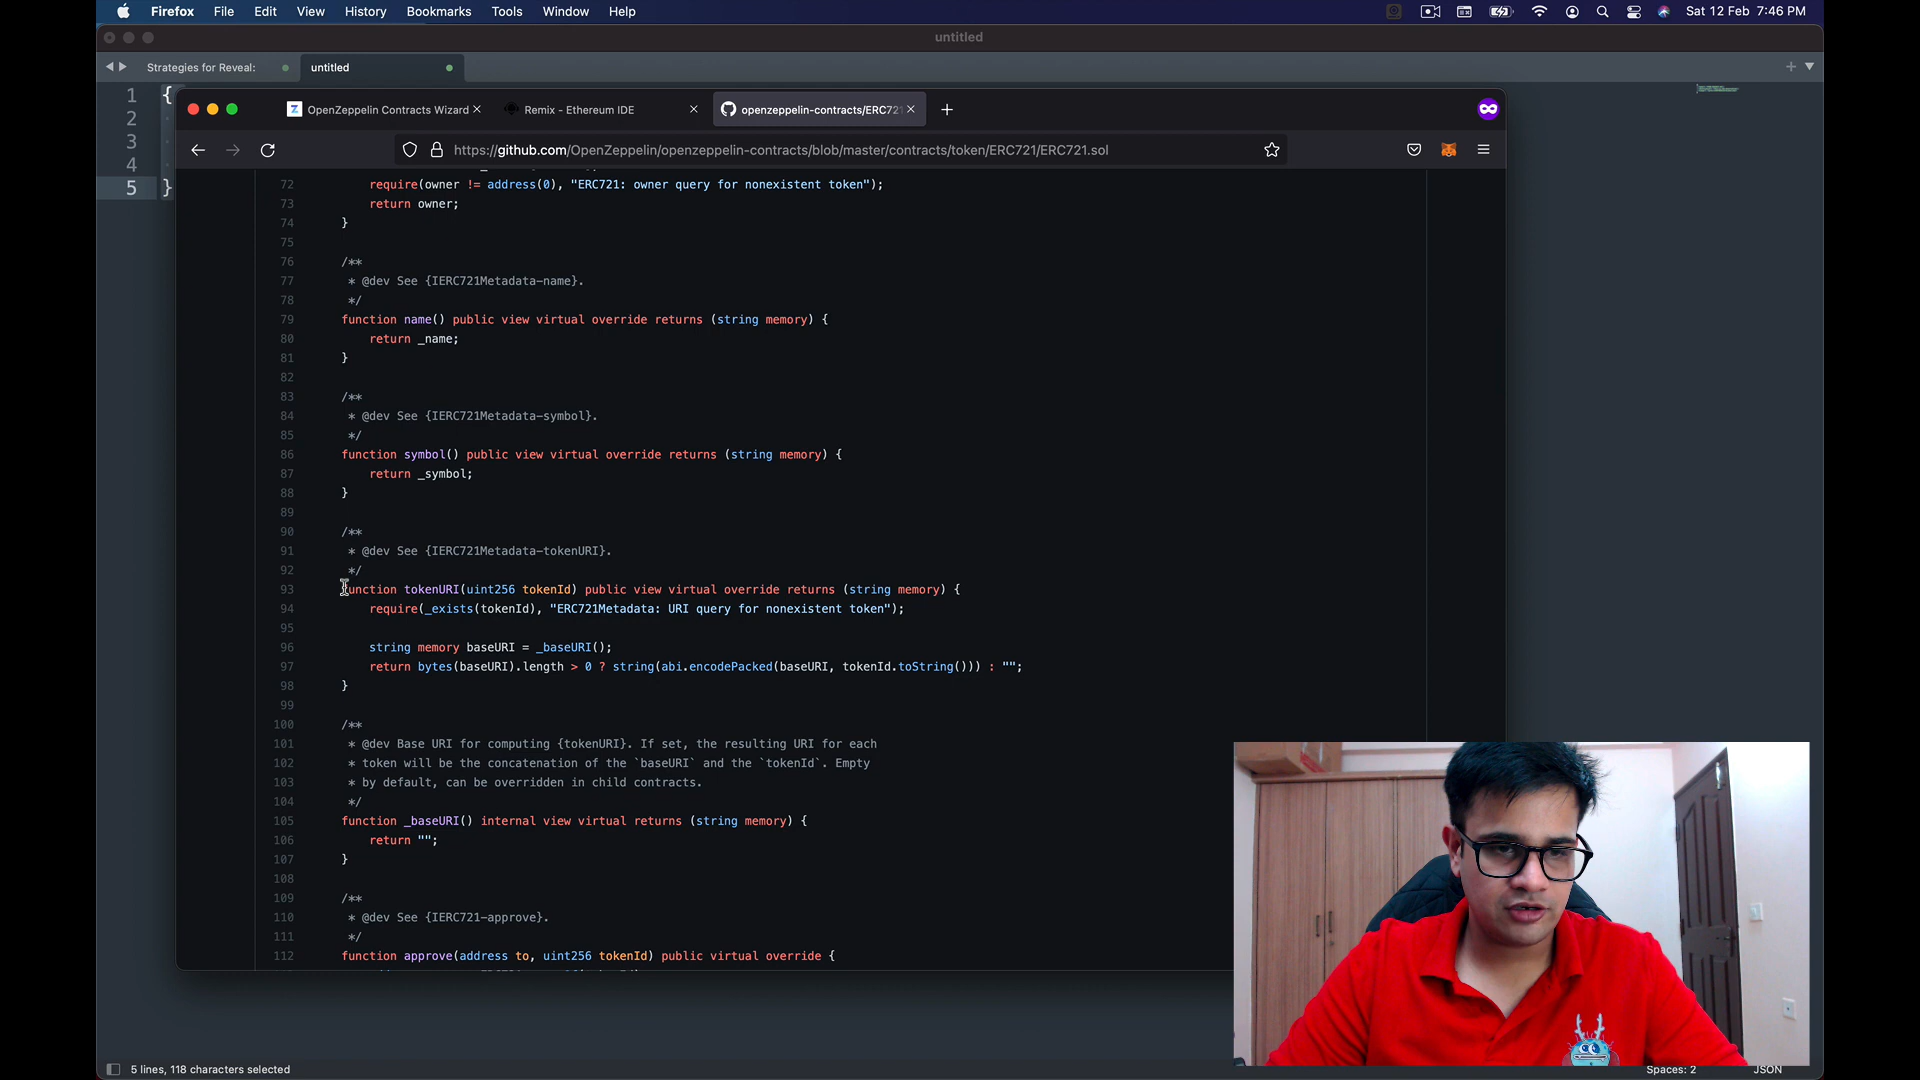 Firefox File Edit View History Bookmarks Tools Window Help Sat 12 Feb 7:46 PM
untitled
Strategies for Reveal: untitled
1 {
2
3
4
5 }
OpenZeppelin Contracts Wizard Remix - Ethereum IDE openzeppelin-contracts/ERC721
https://github.com/OpenZeppelin/openzeppelin-contracts/blob/master/contracts/token/ERC721/ERC721.sol
72 require(owner != address(0), "ERC721: owner query for nonexistent token");
73 return owner;
74 }
75
76 /**
77 * @dev See {IERC721Metadata-name}.
78 */
79 function name() public view virtual override returns (string memory) {
80 return _name;
81 }
82
83 /**
84 * @dev See {IERC721Metadata-symbol}.
85 */
86 function symbol() public view virtual override returns (string memory) {
87 return _symbol;
88 }
89
90 /**
91 * @dev See {IERC721Metadata-tokenURI}.
92 */
93 function tokenURI(uint256 tokenId) public view virtual override returns (string memory) {
94 require(_exists(tokenId), "ERC721Metadata: URI query for nonexistent token");
95
96 string memory baseURI = _baseURI();
97 return bytes(baseURI).length > 0 ? string(abi.encodePacked(baseURI, tokenId.toString())) : "";
98 }
99
100 /**
101 * @dev Base URI for computing {tokenURI}. If set, the resulting URI for each
102 * token will be the concatenation of the `baseURI` and the `tokenId`. Empty
103 * by default, can be overridden in child contracts.
104 */
105 function _baseURI() internal view virtual returns (string memory) {
106 return "";
107 }
108
109 /**
110 * @dev See {IERC721-approve}.
111 */
112 function approve(address to, uint256 tokenId) public virtual override {
5 lines, 118 characters selected Spaces: 2 JSON